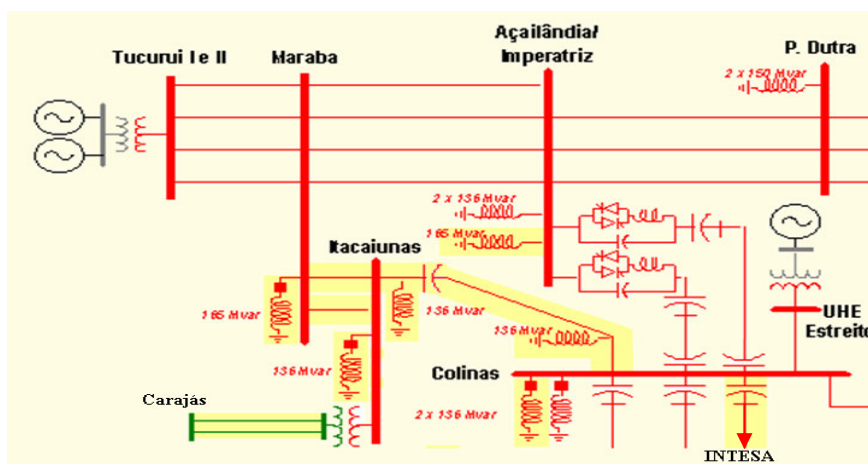 Açailândia/
Imperatriz
P. Dutra
Tucurui I e II
Maraba
2 x 150 Mvar
2 x 136 Mvar
165 Mvar
Itacaiunas
165 Mvar
136 Mvar
136 Mvar
UHE
Estreito
136 Mvar
Colinas
Carajás
2 x 136 Mvar
INTESA